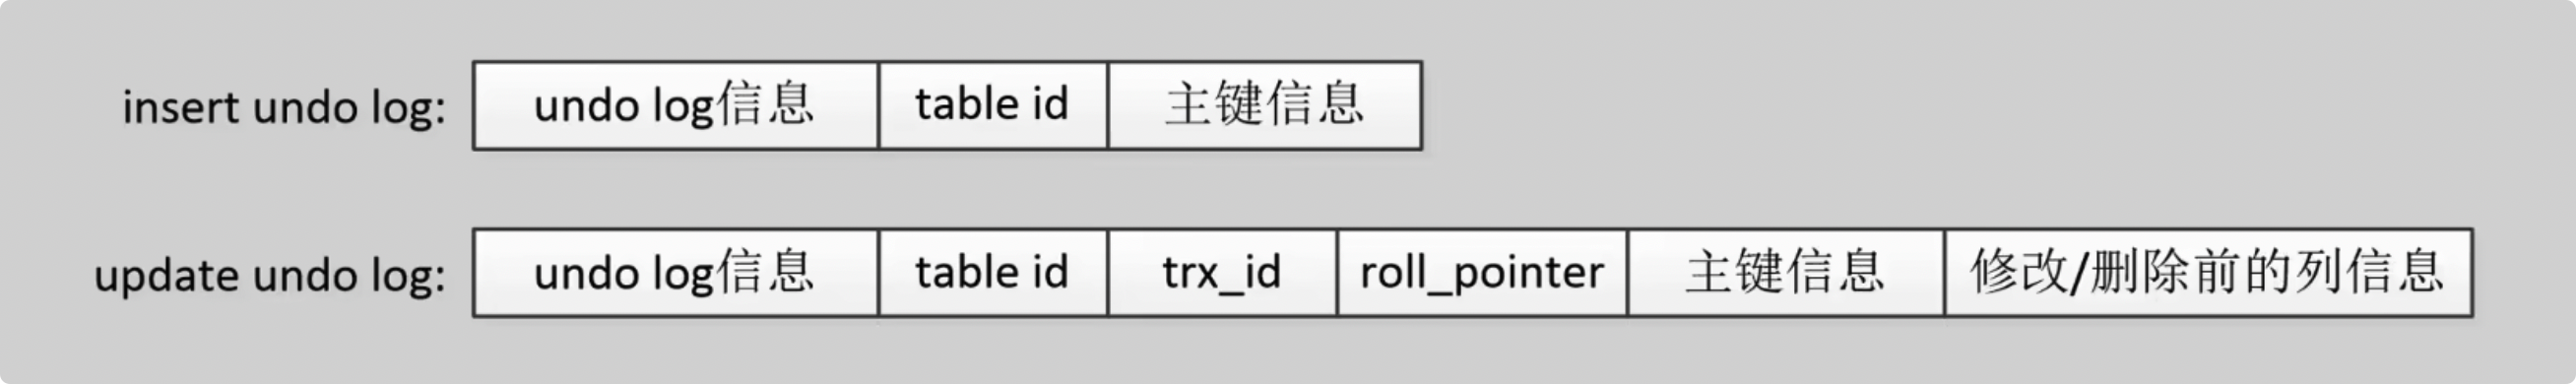 insert undo log: undo log信息 table id 主键信息
update undo log: undo log信息 table id trx_id roll_pointer 主键信息 修改/删除前的列信息